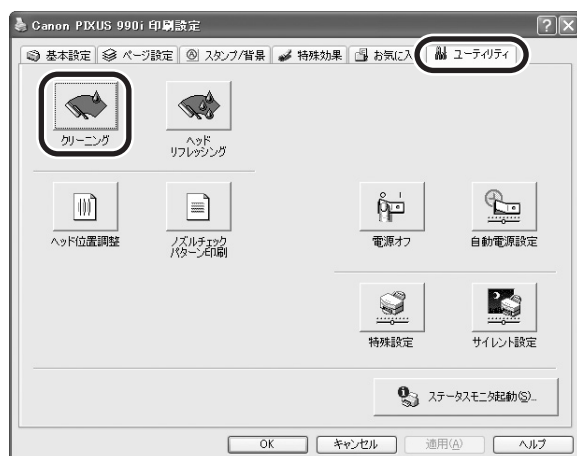 Canon PIXUS 990i 印刷設定
基本設定 ページ設定 スタンプ/背景 特殊効果 お気に入 ユーティリティ
クリーニング
ヘッド
リフレッシング
ヘッド位置調整
ノズルチェック
パターン印刷
電源オフ
自動電源設定
特殊設定
サイレント設定
ステータスモニタ起動(S)...
OK キャンセル 適用(A) ヘルプ